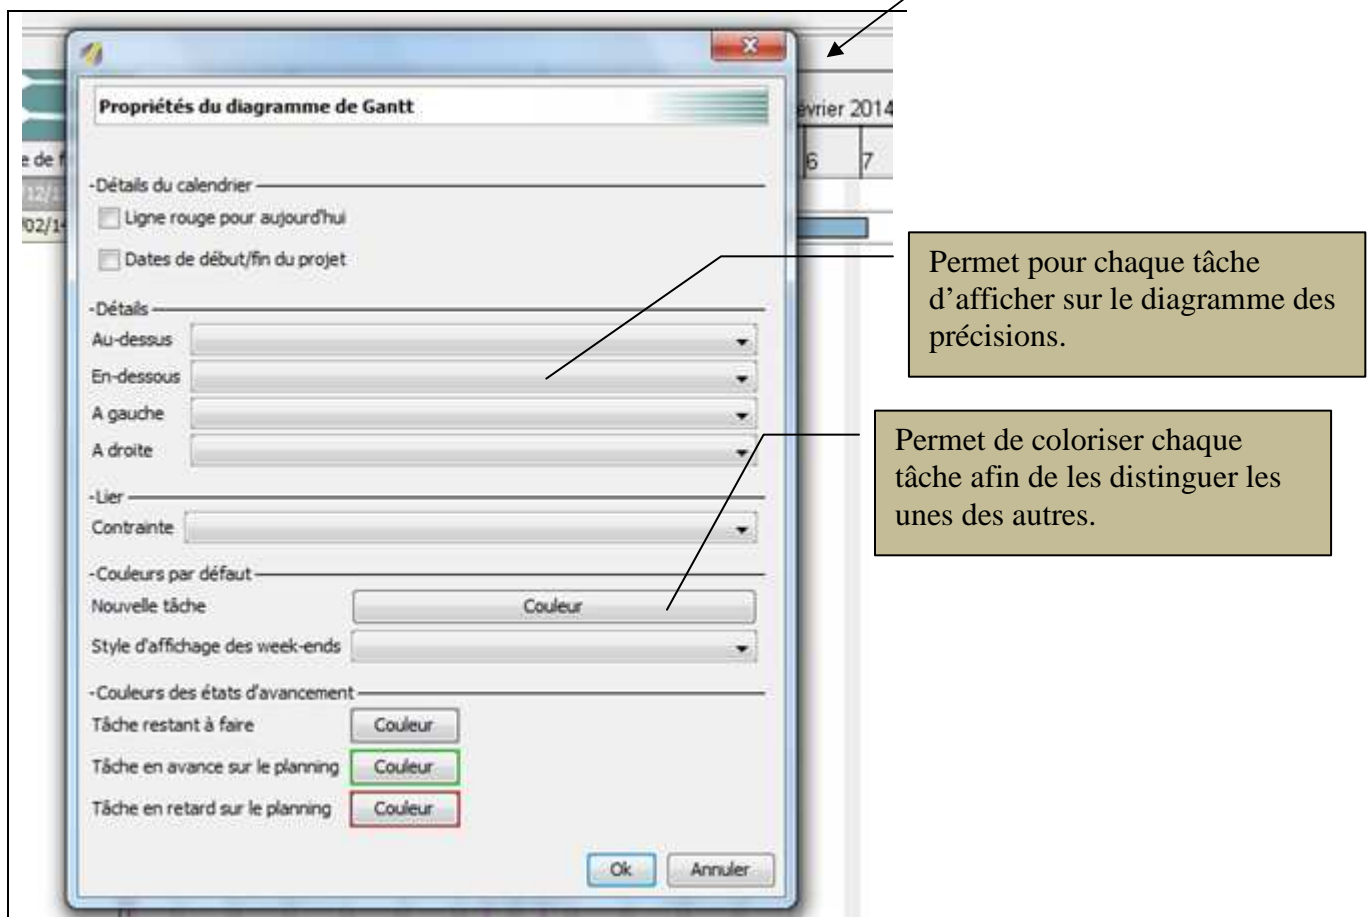 Propriétés du diagramme de Gantt
évrier 2014
6 7
e de f
/12/1
/02/14
Détails du calendrier
Ligne rouge pour aujourd'hui
Dates de début/fin du projet
Détails
Au-dessus
En-dessous
A gauche
A droite
Lier
Contrainte
Couleurs par défaut
Nouvelle tâche Couleur
Style d'affichage des week-ends
Couleurs des états d'avancement
Tâche restant à faire Couleur
Tâche en avance sur le planning Couleur
Tâche en retard sur le planning Couleur
Ok Annuler
Permet pour chaque tâche
d’afficher sur le diagramme des
précisions.
Permet de coloriser chaque
tâche afin de les distinguer les
unes des autres.